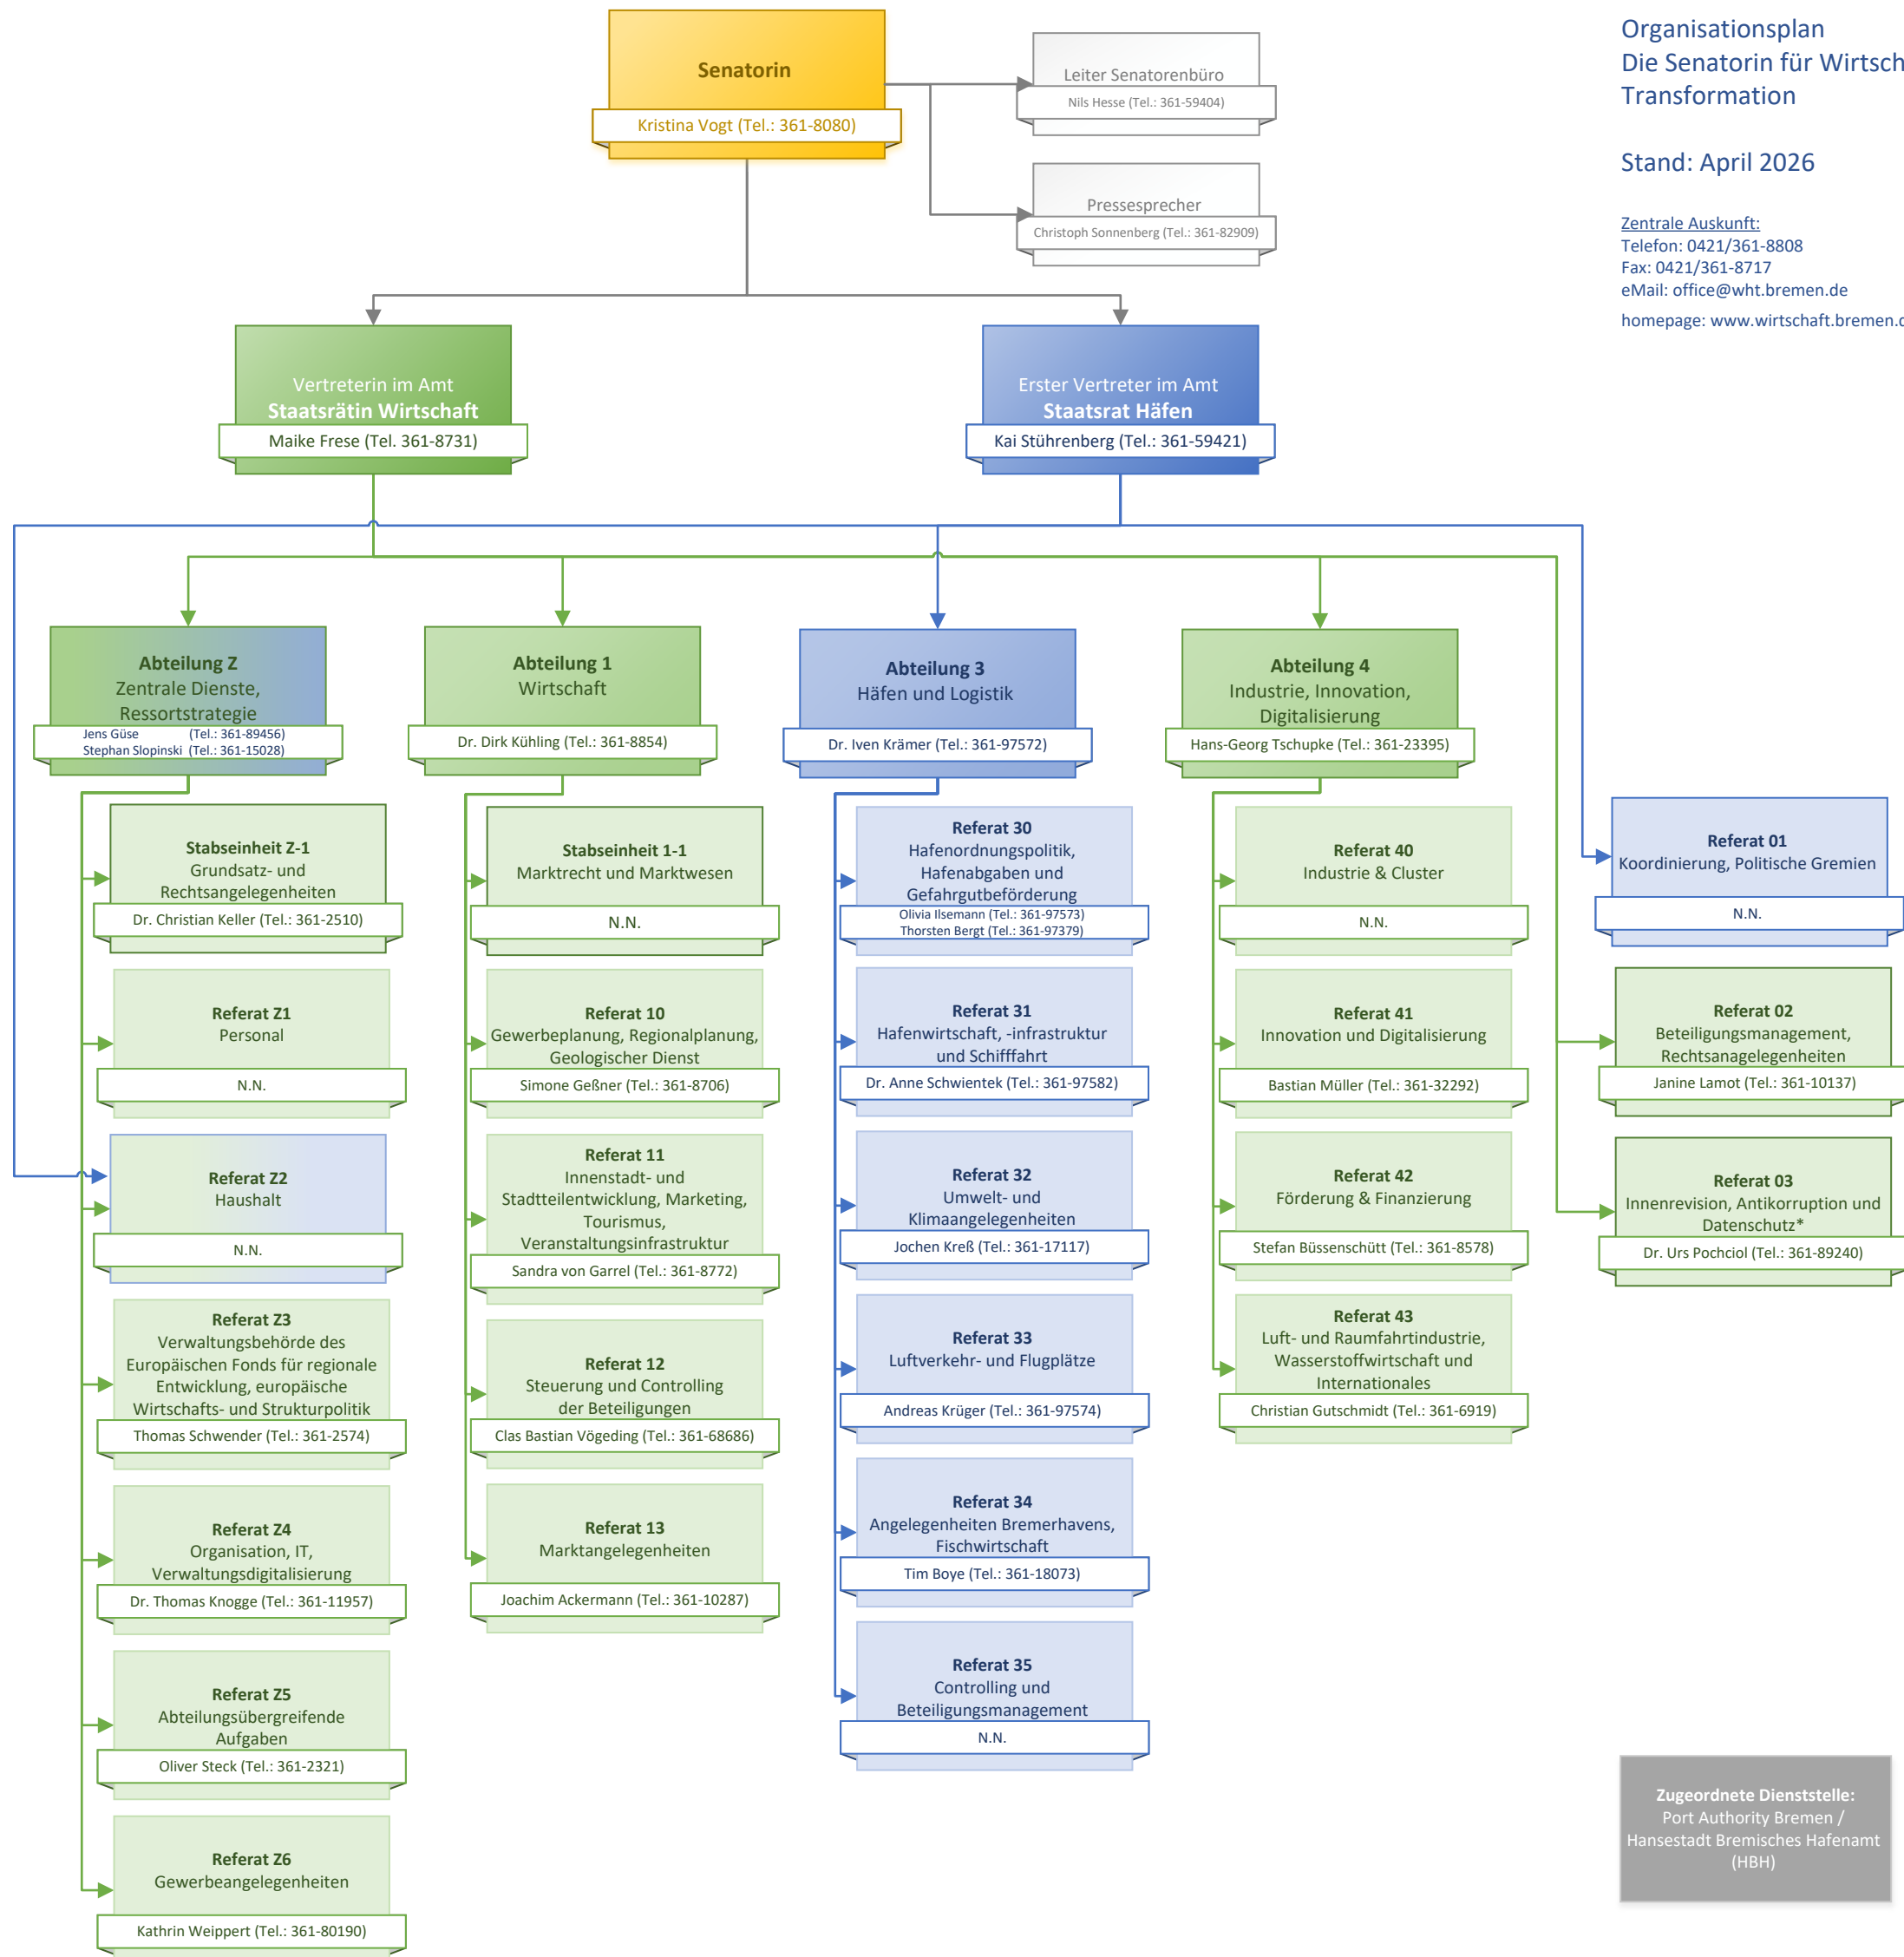 Organisationsplan
Die Senatorin für Wirtsch
Transformation
Stand: April 2026
Zentrale Auskunft:
Telefon: 0421/361-8808
Fax: 0421/361-8717
eMail: office@wht.bremen.de
homepage: www.wirtschaft.bremen.d
Senatorin
Kristina Vogt (Tel.: 361-8080)
Leiter Senatorenbüro
Nils Hesse (Tel.: 361-59404)
Pressesprecher
Christoph Sonnenberg (Tel.: 361-82909)
Vertreterin im Amt
Staatsrätin Wirtschaft
Maike Frese (Tel. 361-8731)
Erster Vertreter im Amt
Staatsrat Häfen
Kai Stührenberg (Tel.: 361-59421)
Abteilung Z
Zentrale Dienste,
Ressortstrategie
Jens Güse (Tel.: 361-89456)
Stephan Slopinski (Tel.: 361-15028)
Stabseinheit Z-1
Grundsatz- und
Rechtsangelegenheiten
Dr. Christian Keller (Tel.: 361-2510)
Referat Z1
Personal
N.N.
Referat Z2
Haushalt
N.N.
Referat Z3
Verwaltungsbehörde des
Europäischen Fonds für regionale
Entwicklung, europäische
Wirtschafts- und Strukturpolitik
Thomas Schwender (Tel.: 361-2574)
Referat Z4
Organisation, IT,
Verwaltungsdigitalisierung
Dr. Thomas Knogge (Tel.: 361-11957)
Referat Z5
Abteilungsübergreifende
Aufgaben
Oliver Steck (Tel.: 361-2321)
Referat Z6
Gewerbeangelegenheiten
Kathrin Weippert (Tel.: 361-80190)
Abteilung 1
Wirtschaft
Dr. Dirk Kühling (Tel.: 361-8854)
Stabseinheit 1-1
Marktrecht und Marktwesen
N.N.
Referat 10
Gewerbeplanung, Regionalplanung,
Geologischer Dienst
Simone Geßner (Tel.: 361-8706)
Referat 11
Innenstadt- und
Stadtteilentwicklung, Marketing,
Tourismus,
Veranstaltungsinfrastruktur
Sandra von Garrel (Tel.: 361-8772)
Referat 12
Steuerung und Controlling
der Beteiligungen
Clas Bastian Vögeding (Tel.: 361-68686)
Referat 13
Marktangelegenheiten
Joachim Ackermann (Tel.: 361-10287)
Abteilung 3
Häfen und Logistik
Dr. Iven Krämer (Tel.: 361-97572)
Referat 30
Hafenordnungspolitik,
Hafenabgaben und
Gefahrgutbeförderung
Olivia Ilsemann (Tel.: 361-97573)
Thorsten Bergt (Tel.: 361-97379)
Referat 31
Hafenwirtschaft, -infrastruktur
und Schifffahrt
Dr. Anne Schwientek (Tel.: 361-97582)
Referat 32
Umwelt- und
Klimaangelegenheiten
Jochen Kreß (Tel.: 361-17117)
Referat 33
Luftverkehr- und Flugplätze
Andreas Krüger (Tel.: 361-97574)
Referat 34
Angelegenheiten Bremerhavens,
Fischwirtschaft
Tim Boye (Tel.: 361-18073)
Referat 35
Controlling und
Beteiligungsmanagement
N.N.
Abteilung 4
Industrie, Innovation,
Digitalisierung
Hans-Georg Tschupke (Tel.: 361-23395)
Referat 40
Industrie & Cluster
N.N.
Referat 41
Innovation und Digitalisierung
Bastian Müller (Tel.: 361-32292)
Referat 42
Förderung & Finanzierung
Stefan Büssenschütt (Tel.: 361-8578)
Referat 43
Luft- und Raumfahrtindustrie,
Wasserstoffwirtschaft und
Internationales
Christian Gutschmidt (Tel.: 361-6919)
Referat 01
Koordinierung, Politische Gremien
N.N.
Referat 02
Beteiligungsmanagement,
Rechtsanagelegenheiten
Janine Lamot (Tel.: 361-10137)
Referat 03
Innenrevision, Antikorruption und
Datenschutz*
Dr. Urs Pochciol (Tel.: 361-89240)
Zugeordnete Dienststelle:
Port Authority Bremen /
Hansestadt Bremisches Hafenamt
(HBH)